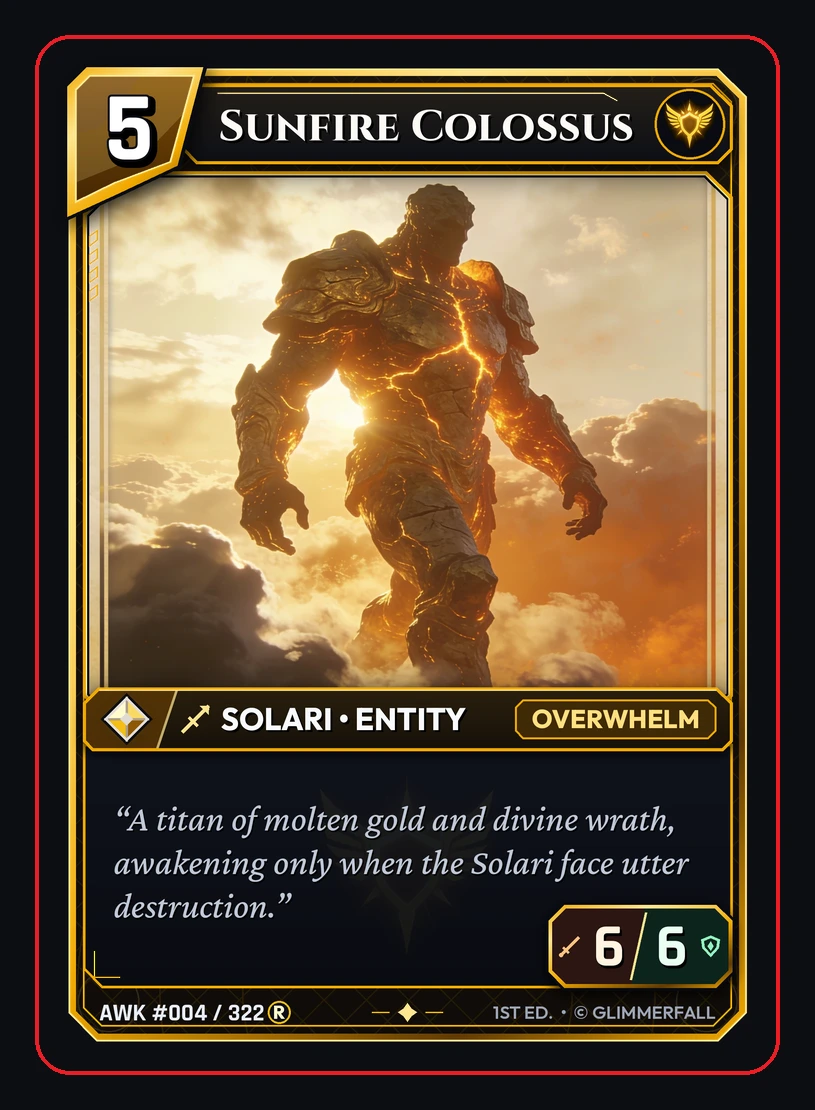 5
SUNFIRE COLOSSUS
SOLARI • ENTITY
OVERWHELM
“A titan of molten gold and divine wrath,
awakening only when the Solari face utter
destruction.”
6/6
AWK #004 / 322 R
1ST ED. • © GLIMMERFALL